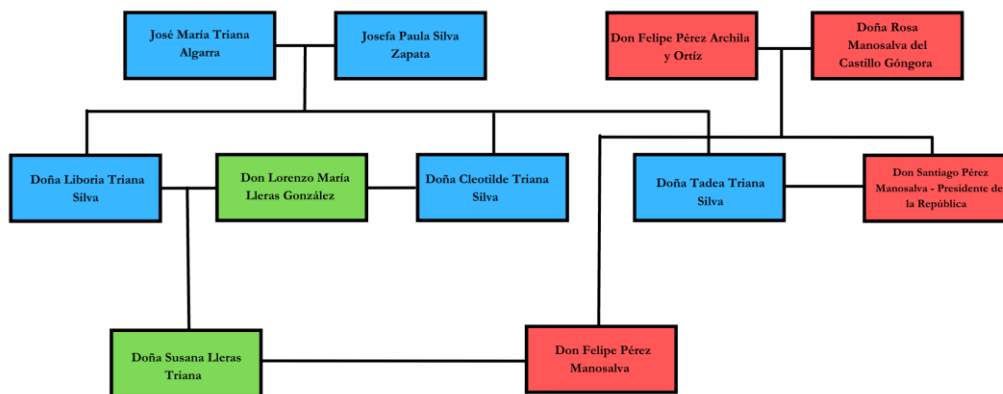 José María Triana
Algarra
Josefa Paula Silva
Zapata
Don Felipe Pérez Archila
y Ortíz
Doña Rosa
Manosalva del
Castillo Góngora
Doña Liboria Triana
Silva
Don Lorenzo María
Lleras González
Doña Cleotilde Triana
Silva
Doña Tadea Triana
Silva
Don Santiago Pérez
Manosalva - Presidente de
la República
Doña Susana Lleras
Triana
Don Felipe Pérez
Manosalva